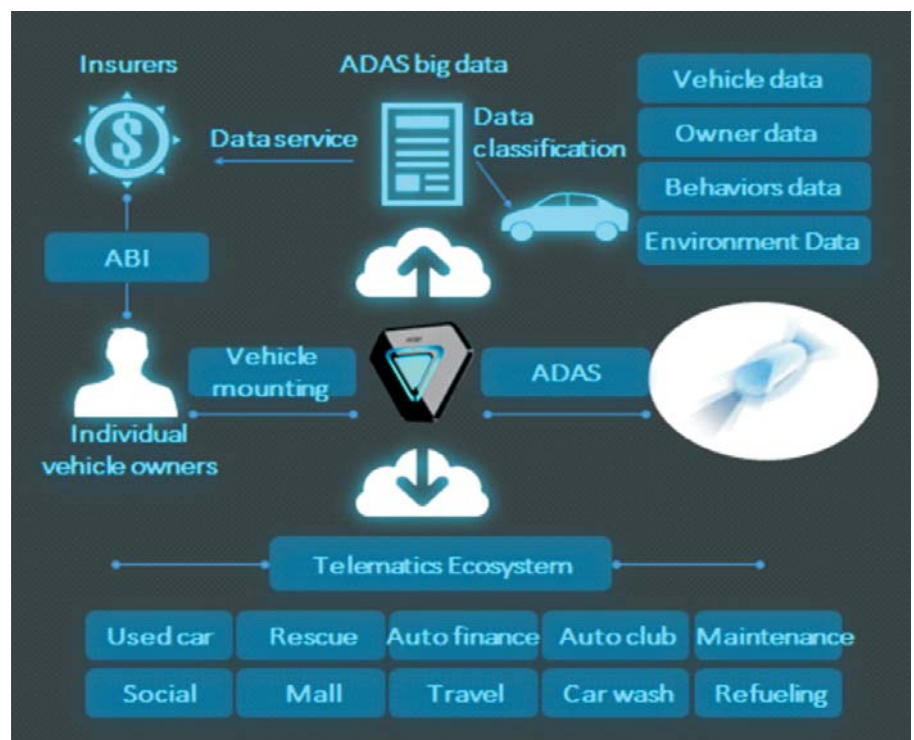 Insurers
ADAS big data
Vehicle data
Data service
Data
classification
Owner data
Behaviors data
Environment Data
ABI
Vehicle
mounting
ADAS
Individual
vehicle owners
Telematics Ecosystem
Used car
Rescue
Auto finance
Auto club
Maintenance
Social
Mall
Travel
Car wash
Refueling